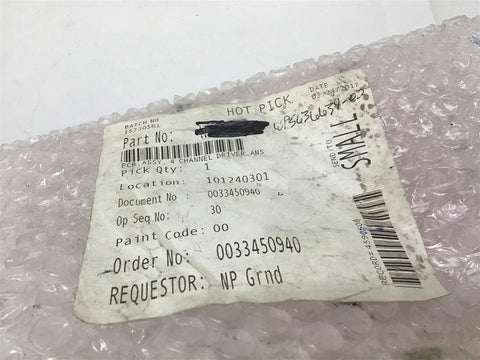 HOT PICK
BATCH NO
DATE
Part No:
PCB ASSY, 4 CHANNEL DRIVER ANS
Pick Qty: 1
Location: 101240301
Document No : 0033450940
Op Seq No: 30
Paint Code: 00
Order No: 0033450940
REQUESTOR: NP Grnd
SEND TO
SMALL